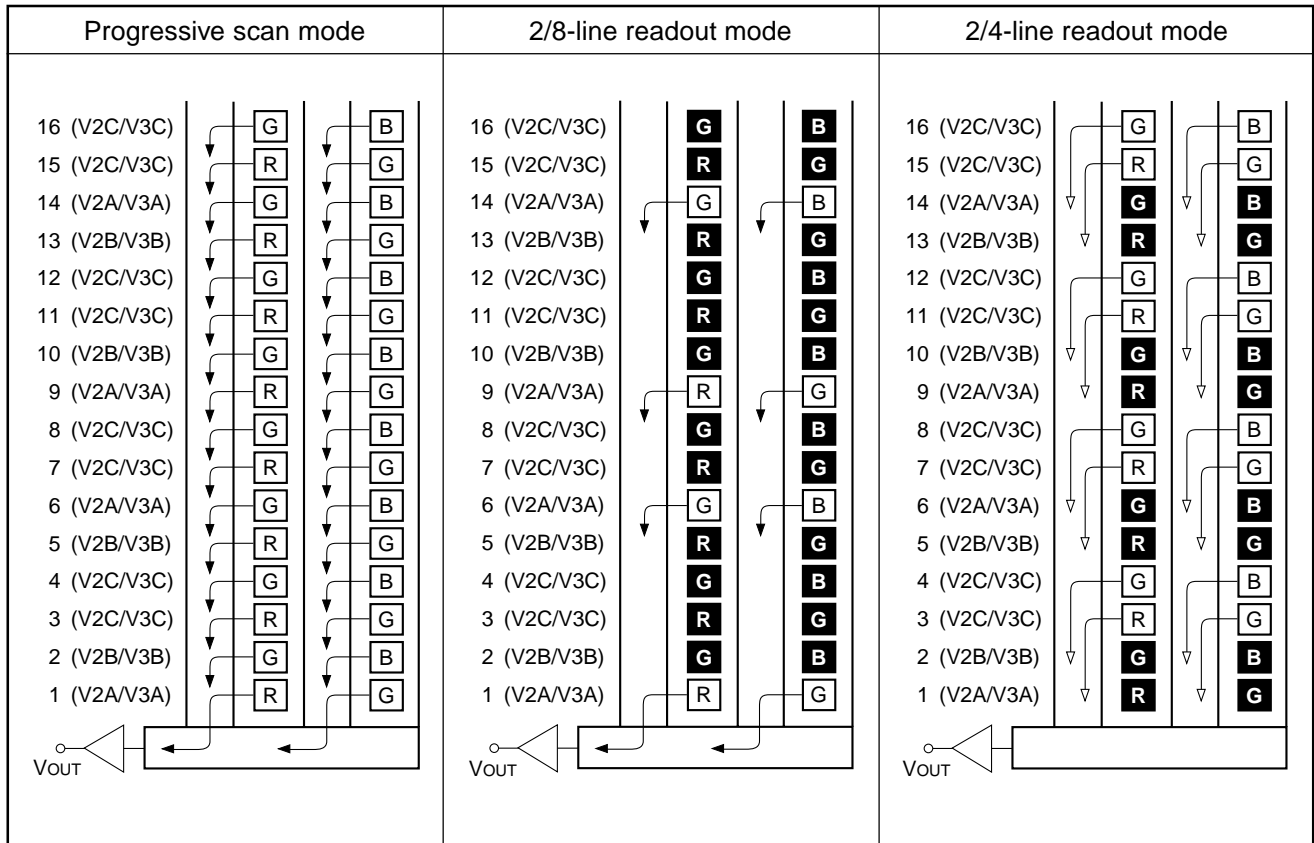 Progressive scan mode
16 (V2C/V3C) G B
15 (V2C/V3C) R G
14 (V2A/V3A) G B
13 (V2B/V3B) R G
12 (V2C/V3C) G B
11 (V2C/V3C) R G
10 (V2B/V3B) G B
9 (V2A/V3A) R G
8 (V2C/V3C) G B
7 (V2C/V3C) R G
6 (V2A/V3A) G B
5 (V2B/V3B) R G
4 (V2C/V3C) G B
3 (V2C/V3C) R G
2 (V2B/V3B) G B
1 (V2A/V3A) R G
VOUT
2/8-line readout mode
16 (V2C/V3C) G B
15 (V2C/V3C) R G
14 (V2A/V3A) G B
13 (V2B/V3B) R G
12 (V2C/V3C) G B
11 (V2C/V3C) R G
10 (V2B/V3B) G B
9 (V2A/V3A) R G
8 (V2C/V3C) G B
7 (V2C/V3C) R G
6 (V2A/V3A) G B
5 (V2B/V3B) R G
4 (V2C/V3C) G B
3 (V2C/V3C) R G
2 (V2B/V3B) G B
1 (V2A/V3A) R G
VOUT
2/4-line readout mode
16 (V2C/V3C) G B
15 (V2C/V3C) R G
14 (V2A/V3A) G B
13 (V2B/V3B) R G
12 (V2C/V3C) G B
11 (V2C/V3C) R G
10 (V2B/V3B) G B
9 (V2A/V3A) R G
8 (V2C/V3C) G B
7 (V2C/V3C) R G
6 (V2A/V3A) G B
5 (V2B/V3B) R G
4 (V2C/V3C) G B
3 (V2C/V3C) R G
2 (V2B/V3B) G B
1 (V2A/V3A) R G
VOUT